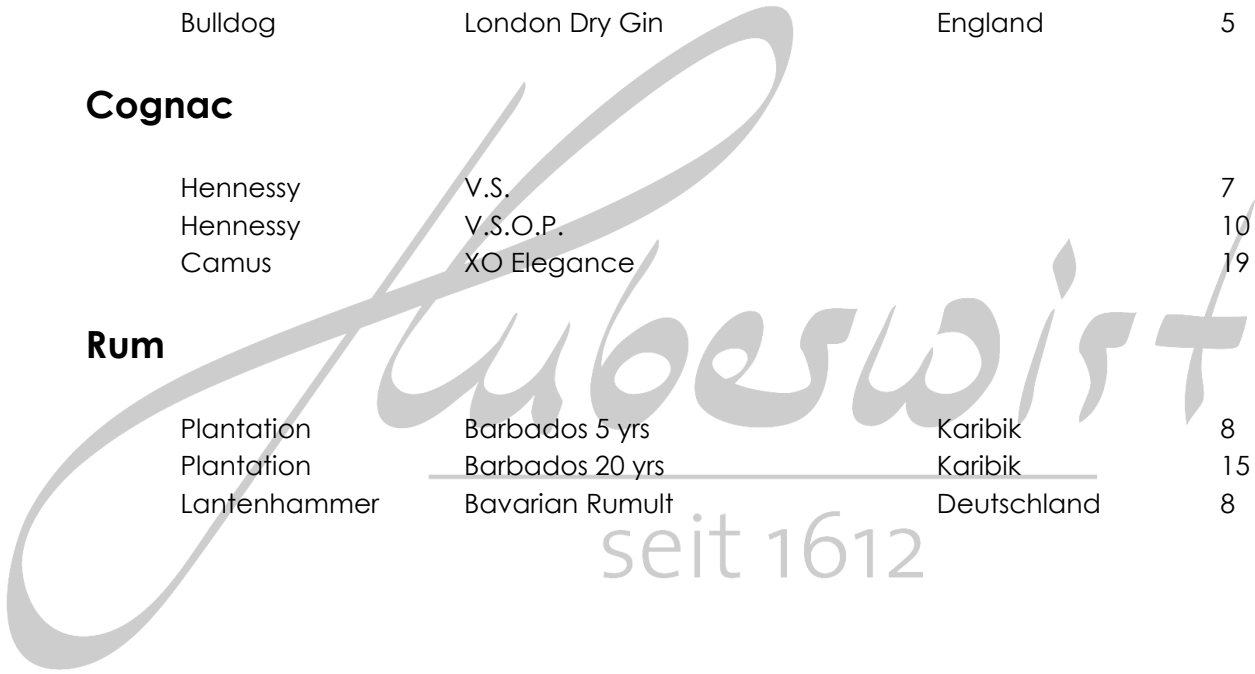 Bulldog London Dry Gin England 5
Cognac
Hennessy V.S. 7
Hennessy V.S.O.P. 10
Camus XO Elegance 19
Rum
Plantation Barbados 5 yrs Karibik 8
Plantation Barbados 20 yrs Karibik 15
Lantenhammer Bavarian Rumult Deutschland 8
Huberwirt
seit 1612